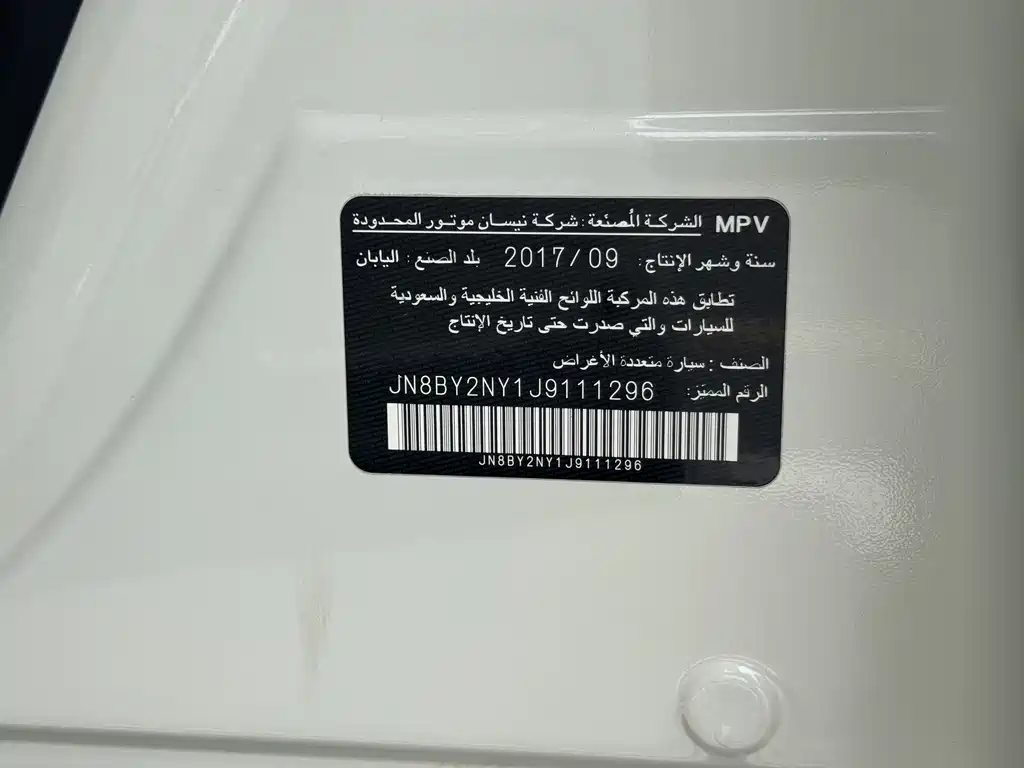 MPV الشركة المُصنّعة : شركة نيسان موتور المحدودة
سنة وشهر الإنتاج : 2017/09 بلد الصنع : اليابان
تطابق هذه المركبة اللوائح الفنية الخليجية والسعودية
للسيارات والتي صدرت حتى تاريخ الإنتاج
الصنف : سيارة متعددة الأغراض
الرقم المميّز: JN8BY2NY1J9111296
JN8BY2NY1J9111296